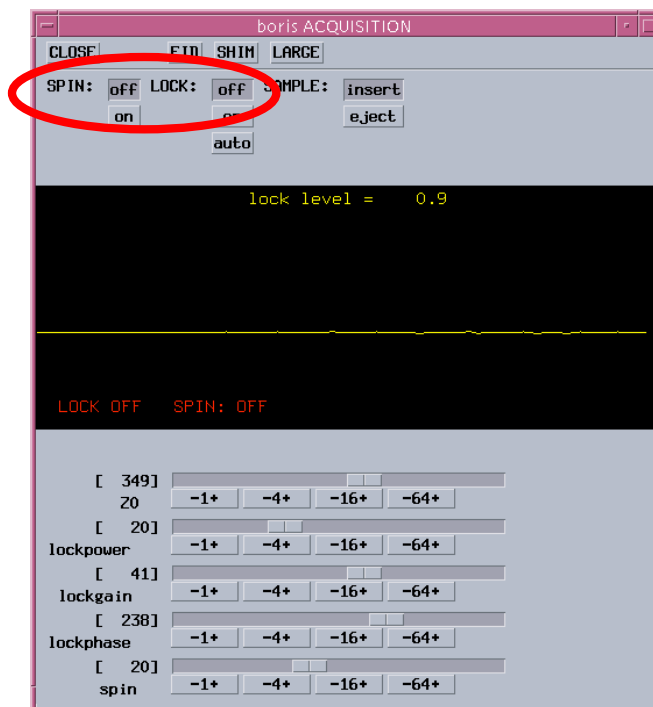 boris ACQUISITION
CLOSE FID SHIM LARGE
SPIN: off LOCK: off SAMPLE: insert
on on eject
auto
lock level = 0.9
LOCK OFF SPIN: OFF
[ 349]
Z0 -1+ -4+ -16+ -64+
[ 20]
lockpower -1+ -4+ -16+ -64+
[ 41]
lockgain -1+ -4+ -16+ -64+
[ 238]
lockphase -1+ -4+ -16+ -64+
[ 20]
spin -1+ -4+ -16+ -64+